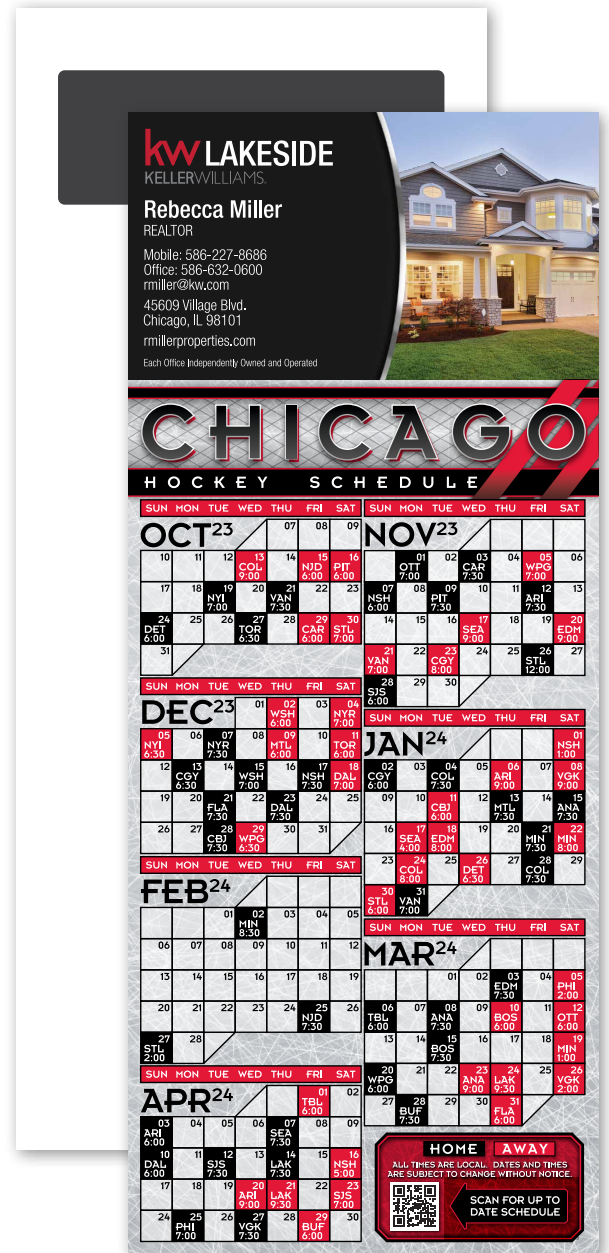 kw LAKESIDE
KELLERWILLIAMS.
Rebecca Miller
REALTOR
Mobile: 586-227-8686
Office: 586-632-0600
rmiller@kw.com
45609 Village Blvd.
Chicago, IL 98101
rmillerproperties.com
Each Office Independently Owned and Operated
CHICAGO
HOCKEY SCHEDULE
SUN MON TUE WED THU FRI SAT
OCT23
07 08 09
10 11 12 13 14 15 16
COL 9:00 NJD 6:00 PIT 6:00
17 18 19 20 21 22 23
NYI 7:00 VAN 7:30
24 25 26 27 28 29 30
DET 6:00 TOR 6:30 CAR 6:00 STL 7:00
31
SUN MON TUE WED THU FRI SAT
NOV23
01 02 03 04 05 06
OTT 7:00 CAR 7:30 WPG 7:00
07 08 09 10 11 12 13
NSH 6:00 PIT 7:30 ARI 7:30
14 15 16 17 18 19 20
SEA 9:00 EDM 9:00
21 22 23 24 25 26 27
VAN 7:00 CGY 8:00 STL 12:00
28 29 30
SJS 6:00
SUN MON TUE WED THU FRI SAT
DEC23
01 02 03 04
WSH 6:00 NYR 7:00
05 06 07 08 09 10 11
NYI 6:30 NYR 7:30 MTL 6:00 TOR 6:00
12 13 14 15 16 17 18
CGY 6:30 WSH 7:00 NSH 7:30 DAL 7:00
19 20 21 22 23 24 25
FLA 7:30 DAL 7:30
26 27 28 29 30 31
CBJ 7:30 WPG 6:30
SUN MON TUE WED THU FRI SAT
JAN24
01
NSH 1:00
02 03 04 05 06 07 08
CGY 6:00 COL 7:30 ARI 9:00 VGK 9:00
09 10 11 12 13 14 15
CBJ 6:00 MTL 7:30 ANA 7:30
16 17 18 19 20 21 22
SEA 4:00 EDM 8:00 MIN 7:30 MIN 8:00
23 24 25 26 27 28 29
COL 8:00 DET 6:30 COL 7:30
30 31
STL 6:00 VAN 7:00
SUN MON TUE WED THU FRI SAT
FEB24
01 02 03 04 05
MIN 8:30
06 07 08 09 10 11 12
13 14 15 16 17 18 19
20 21 22 23 24 25 26
NJD 7:30
27 28
STL 2:00
SUN MON TUE WED THU FRI SAT
MAR24
01 02 03 04 05
EDM 7:30 PHI 2:00
06 07 08 09 10 11 12
TBL 6:00 ANA 7:30 BOS 6:00 OTT 6:00
13 14 15 16 17 18 19
BOS 7:30 MIN 1:00
20 21 22 23 24 25 26
WPG 6:00 ANA 9:00 LAK 9:30 VGK 2:00
27 28 29 30 31
BUF 7:30 FLA 6:00
SUN MON TUE WED THU FRI SAT
APR24
01 02
TBL 6:00
03 04 05 06 07 08 09
ARI 6:00 SEA 7:30
10 11 12 13 14 15 16
DAL 6:00 SJS 7:30 LAK 7:30 NSH 5:00
17 18 19 20 21 22 23
ARI 9:00 LAK 9:30 SJS 7:00
24 25 26 27 28 29 30
PHI 7:00 VGK 7:30 BUF 6:00
HOME AWAY
ALL TIMES ARE LOCAL. DATES AND TIMES
ARE SUBJECT TO CHANGE WITHOUT NOTICE.
SCAN FOR UP TO
DATE SCHEDULE